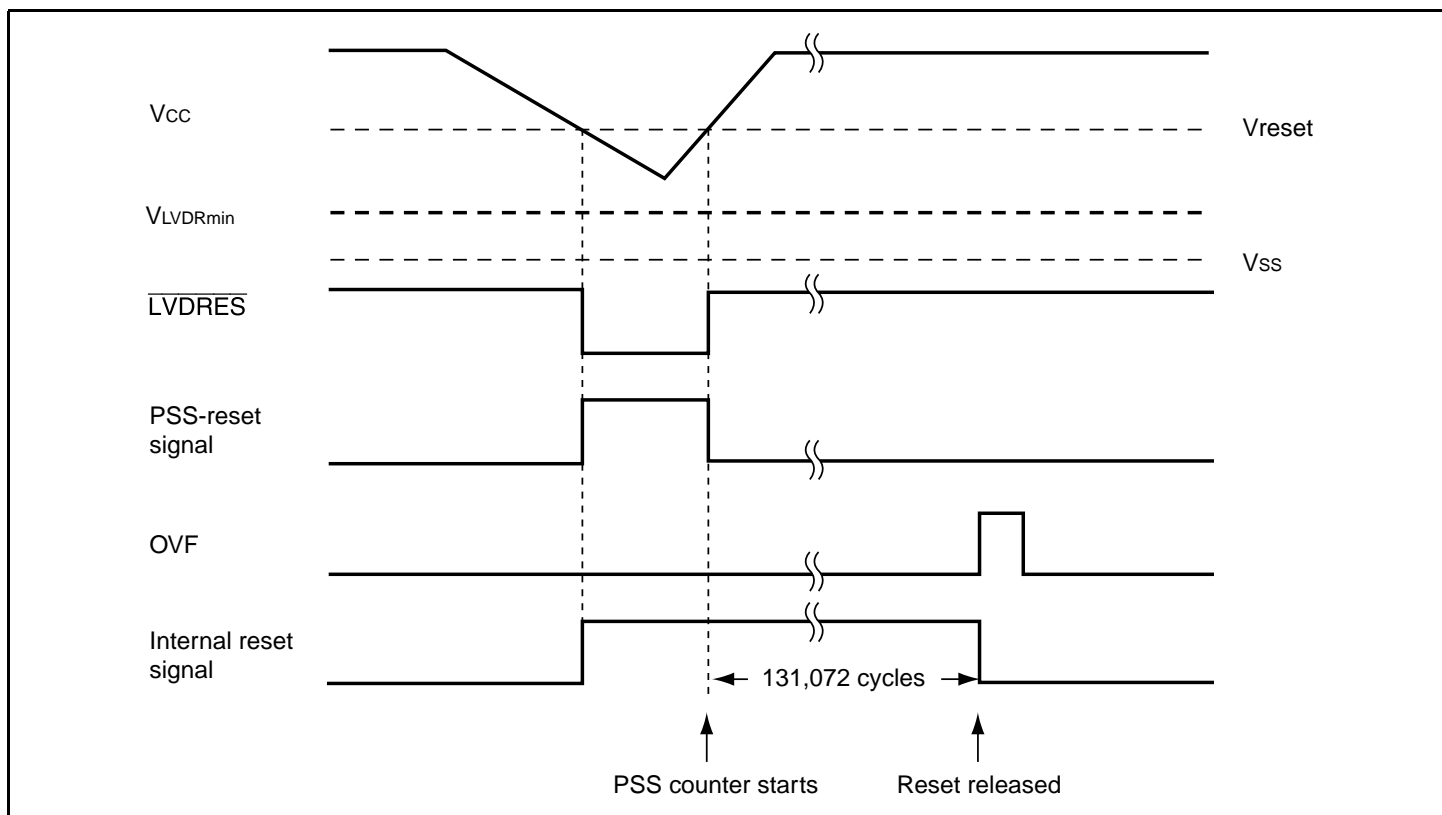 VCC
Vreset
VLVDRmin
VSS
L̅V̅D̅R̅E̅S̅
PSS-reset
signal
OVF
Internal reset
signal
131,072 cycles
PSS counter starts
Reset released